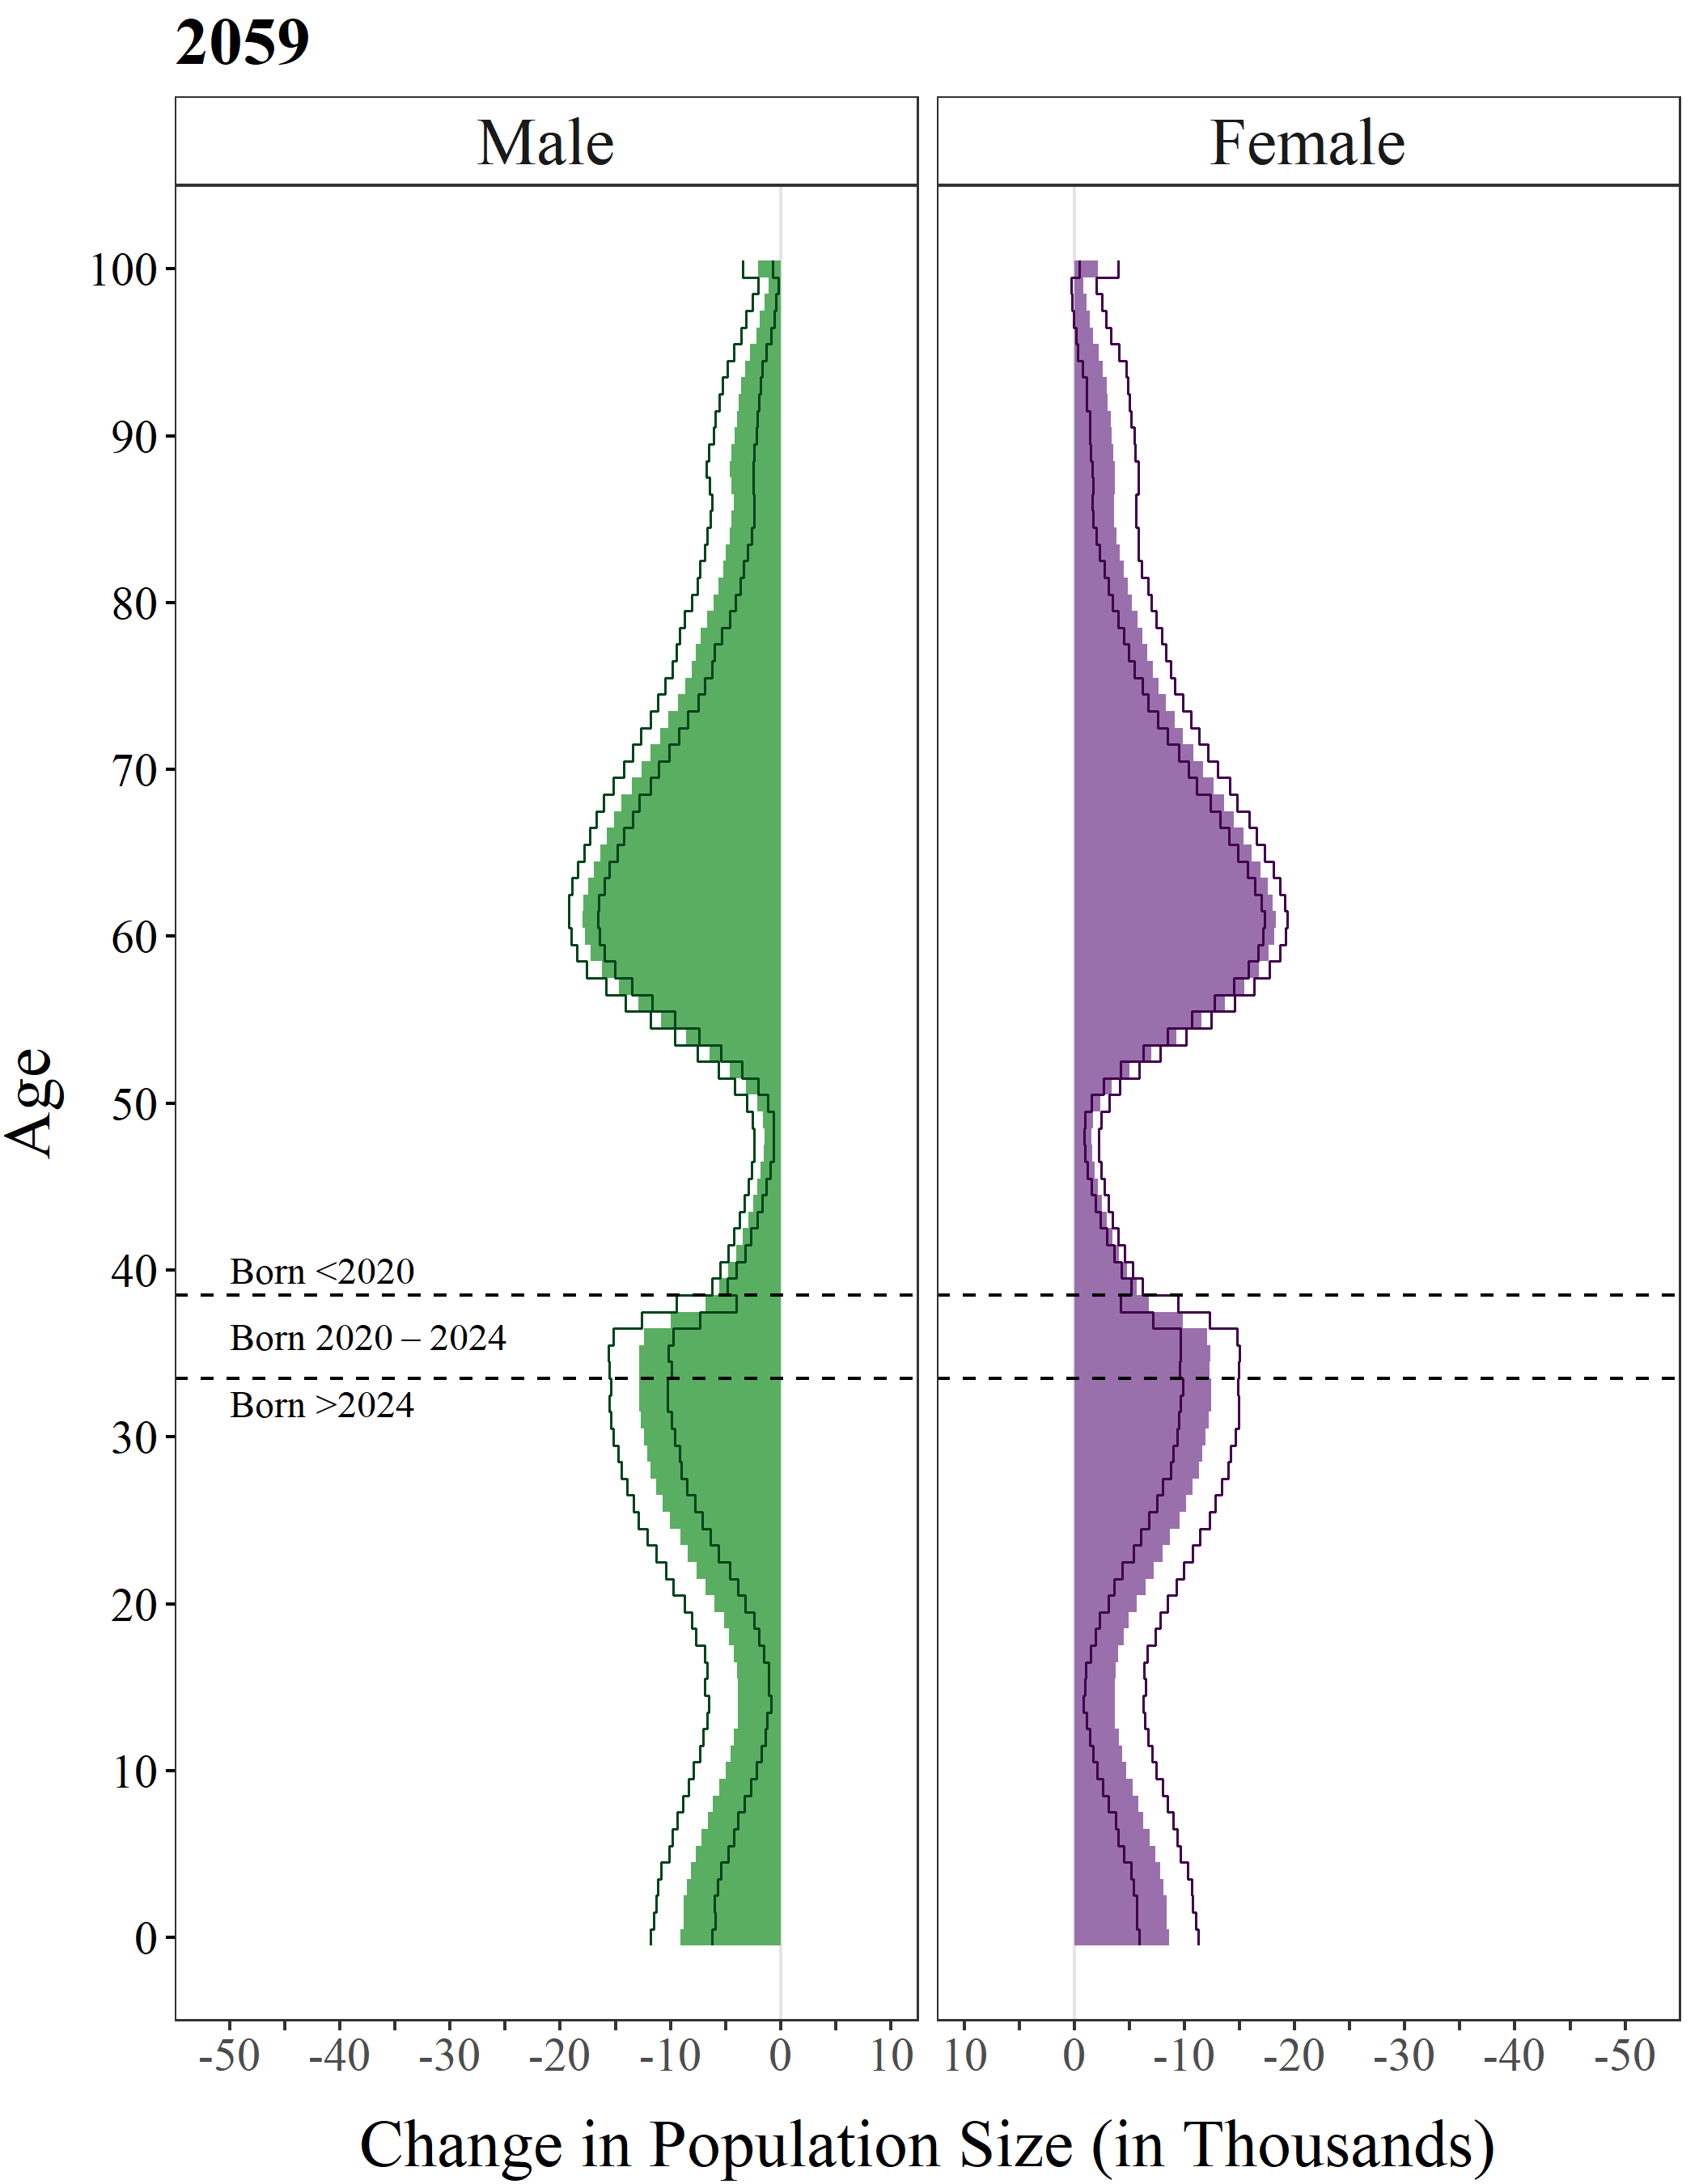 2059
Male Female
100
90
80
70
60
50
40
30
20
10
0
Age
Born <2020
Born 2020 – 2024
Born >2024
-50 -40 -30 -20 -10 0 10 10 0 -10 -20 -30 -40 -50
Change in Population Size (in Thousands)